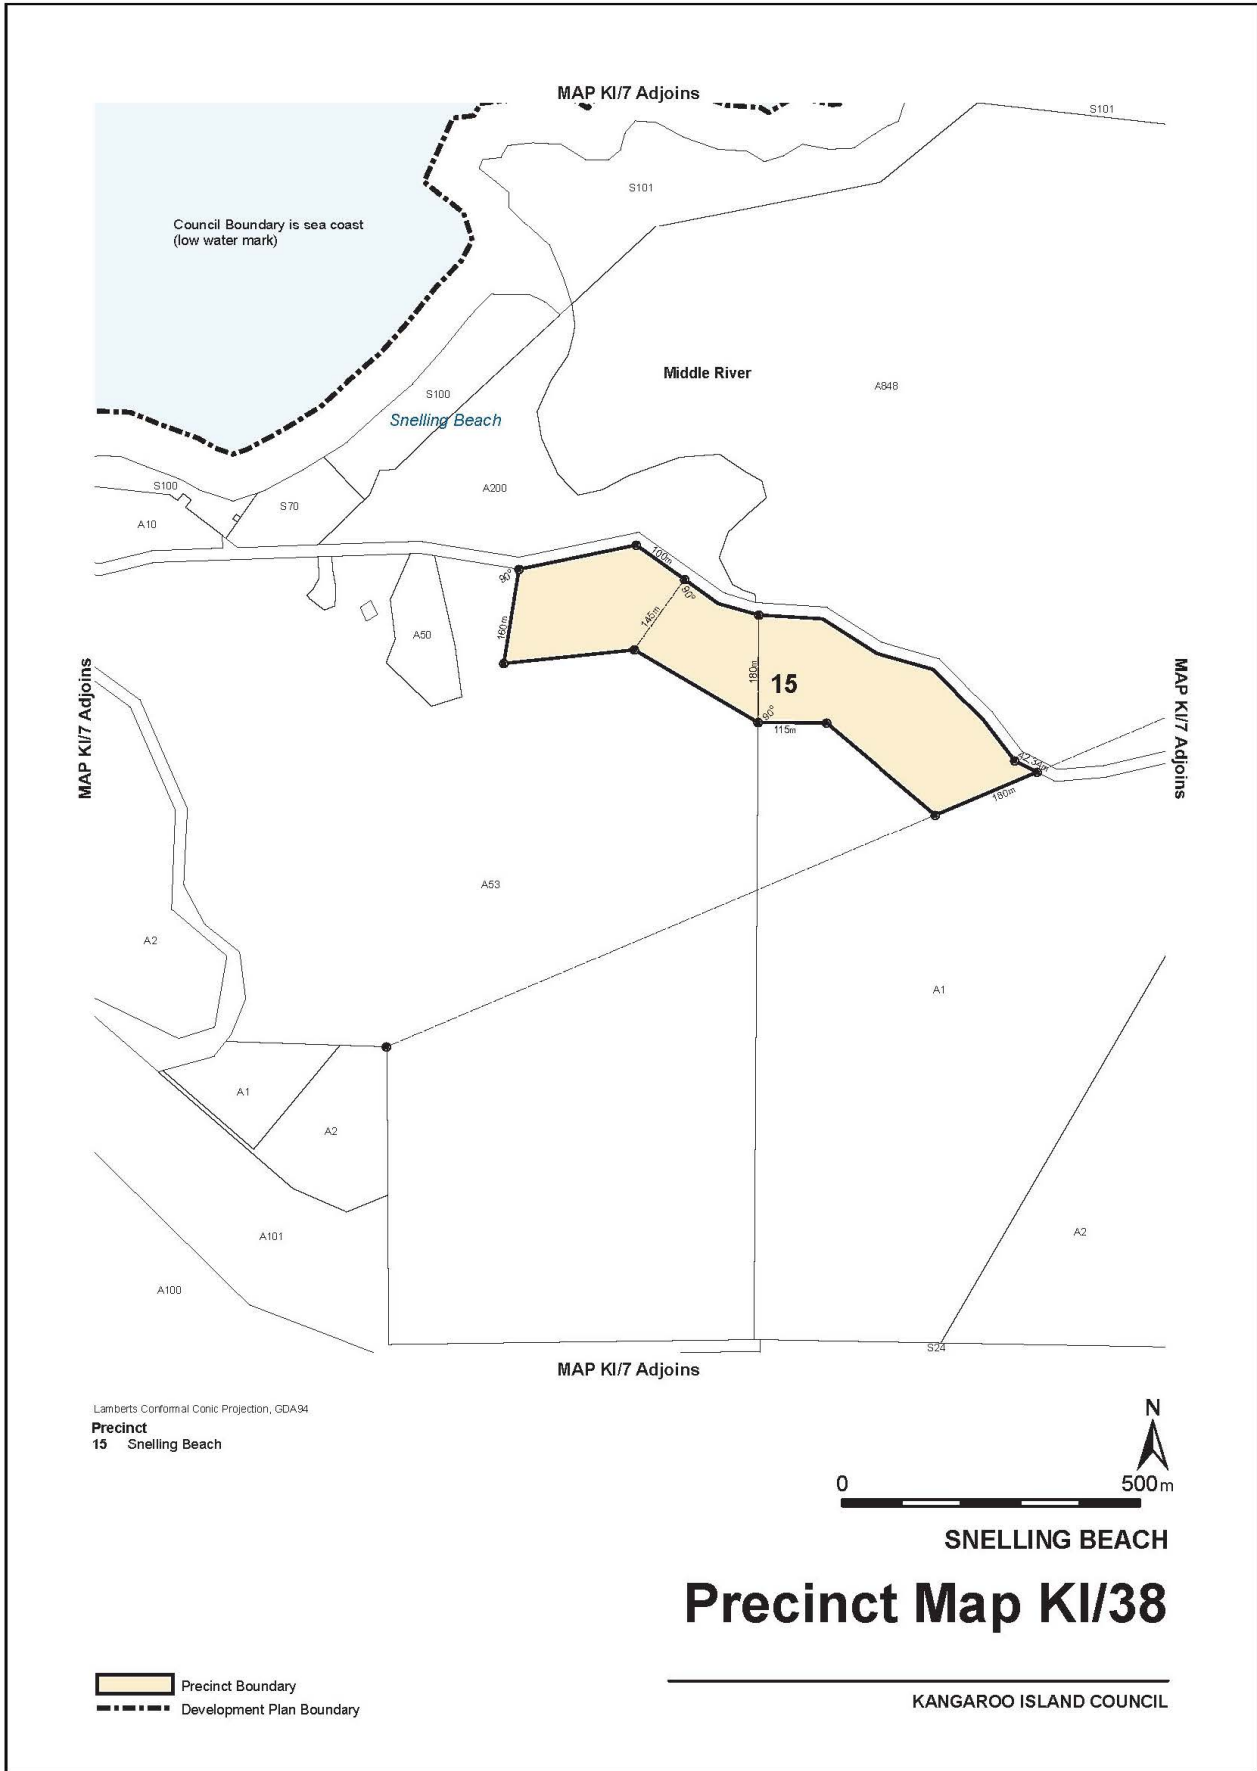 MAP KI/7 Adjoins
S101
S101
Council Boundary is sea coast
(low water mark)
Middle River
A848
S100
Snelling Beach
S100
A200
S70
A10
100m
90°
90°
145m
160m
A50
180m
15
MAP KI/7 Adjoins
MAP KI/7 Adjoins
90°
115m
42.34m
180m
A53
A2
A1
A1
A2
A101
A2
A100
S24
MAP KI/7 Adjoins
Lamberts Conformal Conic Projection, GDA94
Precinct
15 Snelling Beach
N
0 500m
SNELLING BEACH
Precinct Map KI/38
Precinct Boundary
Development Plan Boundary
KANGAROO ISLAND COUNCIL